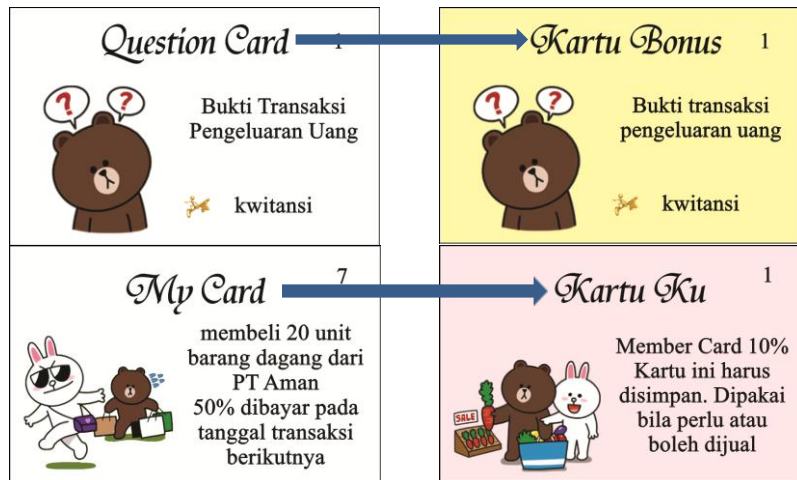 Question Card 1
Bukti Transaksi
Pengeluaran Uang
kwitansi
Kartu Bonus 1
? ?
Bukti transaksi
pengeluaran uang
kwitansi
? ?
My Card 7
membeli 20 unit
barang dagang dari
PT Aman
50% dibayar pada
tanggal transaksi
berikutnya
Kartu Ku 1
Member Card 10%
Kartu ini harus
disimpan. Dipakai
bila perlu atau
boleh dijual
SALE